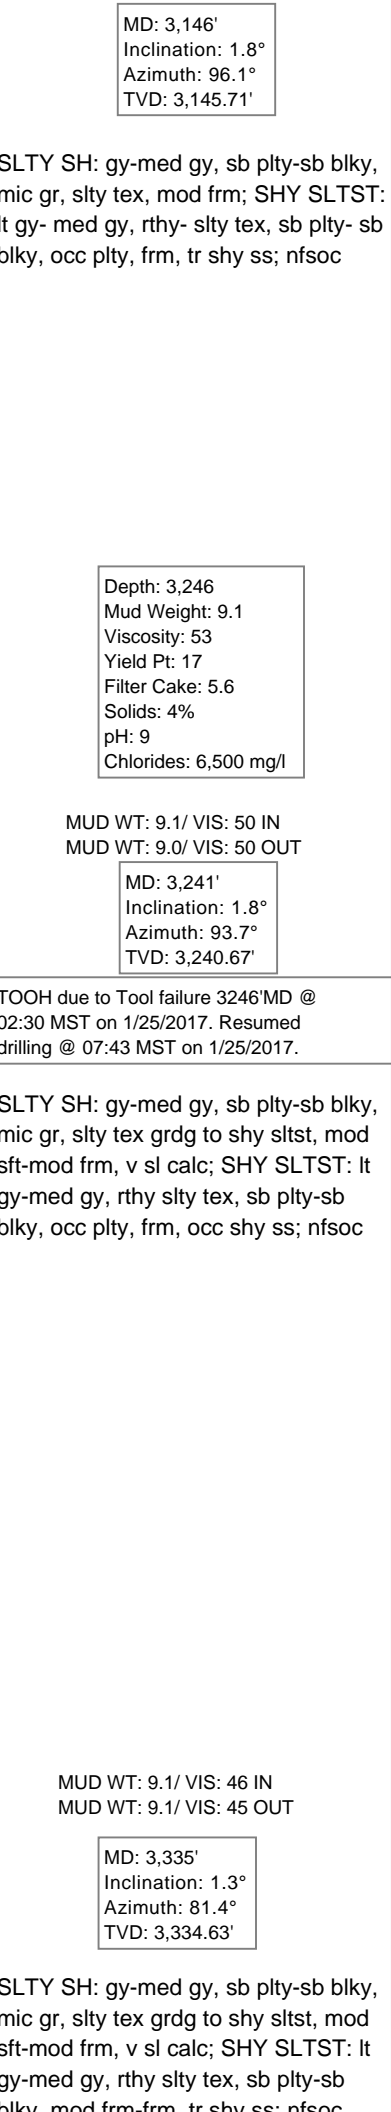 MD: 3,146'
Inclination: 1.8°
Azimuth: 96.1°
TVD: 3,145.71'
SLTY SH: gy-med gy, sb plty-sb blky,
mic gr, slty tex, mod frm; SHY SLTST:
lt gy- med gy, rthy- slty tex, sb plty- sb
blky, occ plty, frm, tr shy ss; nfsoc
Depth: 3,246
Mud Weight: 9.1
Viscosity: 53
Yield Pt: 17
Filter Cake: 5.6
Solids: 4%
pH: 9
Chlorides: 6,500 mg/l
MUD WT: 9.1/ VIS: 50 IN
MUD WT: 9.0/ VIS: 50 OUT
MD: 3,241'
Inclination: 1.8°
Azimuth: 93.7°
TVD: 3,240.67'
TOOH due to Tool failure 3246'MD @
02:30 MST on 1/25/2017. Resumed
drilling @ 07:43 MST on 1/25/2017.
SLTY SH: gy-med gy, sb plty-sb blky,
mic gr, slty tex grdg to shy sltst, mod
sft-mod frm, v sl calc; SHY SLTST: lt
gy-med gy, rthy slty tex, sb plty-sb
blky, occ plty, frm, occ shy ss; nfsoc
MUD WT: 9.1/ VIS: 46 IN
MUD WT: 9.1/ VIS: 45 OUT
MD: 3,335'
Inclination: 1.3°
Azimuth: 81.4°
TVD: 3,334.63'
SLTY SH: gy-med gy, sb plty-sb blky,
mic gr, slty tex grdg to shy sltst, mod
sft-mod frm, v sl calc; SHY SLTST: lt
gy-med gy, rthy slty tex, sb plty-sb
blky, mod frm-frm, tr shy ss; nfsoc